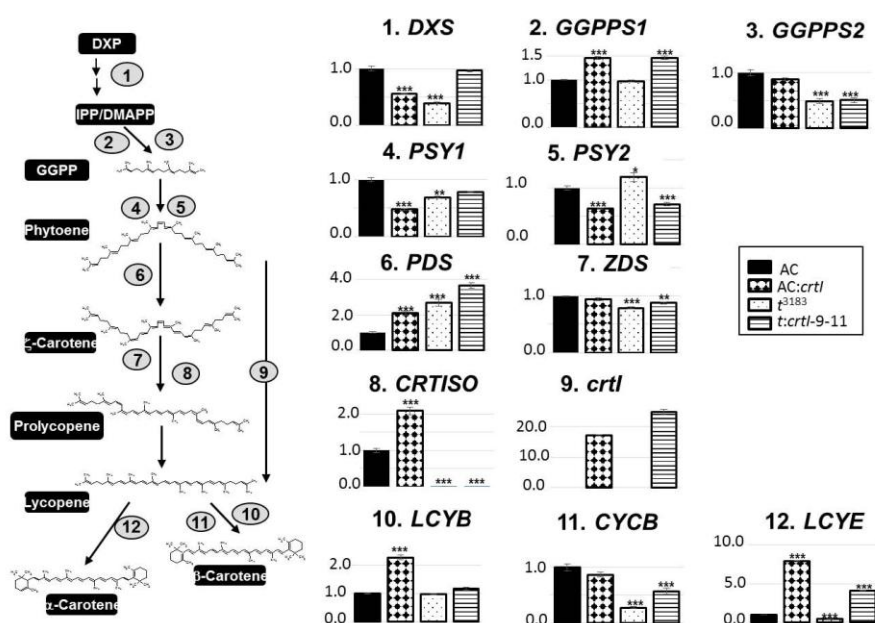 DXP
1
IPP/DMAPP
2
3
GGPP
4
5
Phytoene
6
ζ-Carotene
7
8
9
Prolycopene
Lycopene
12
11
10
α-Carotene
β-Carotene
1. DXS
1.0
0.0
***
***
2. GGPPS1
1.5
1.0
0.0
***
***
3. GGPPS2
1.0
0.0
***
***
4. PSY1
1.0
0.0
***
**
5. PSY2
1.0
0.0
***
*
***
6. PDS
4.0
2.0
0.0
***
***
***
7. ZDS
1.0
0.0
***
**
AC
AC:crtI
t3183
t:crtI-9-11
8. CRTISO
2.0
1.0
0.0
***
***
***
9. crtI
20.0
10.0
0.0
10. LCYB
2.0
1.0
0.0
***
11. CYCB
1.0
0.0
***
***
12. LCYE
10.0
5.0
0.0
***
***
***